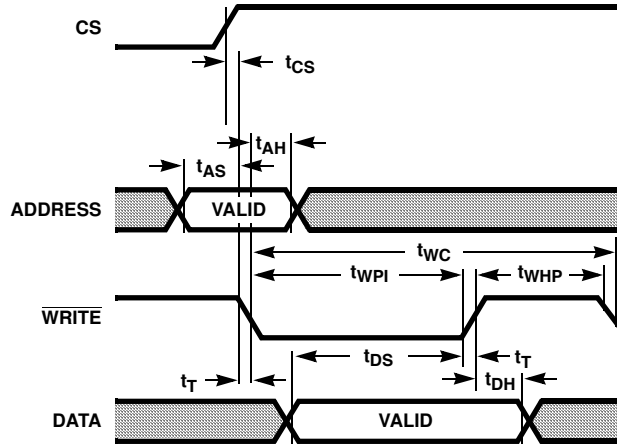 CS
tCS
tAH
tAS
ADDRESS
VALID
tWC
tWPI
tWHP
WRITE
tDS
tT
tT
tDH
DATA
VALID